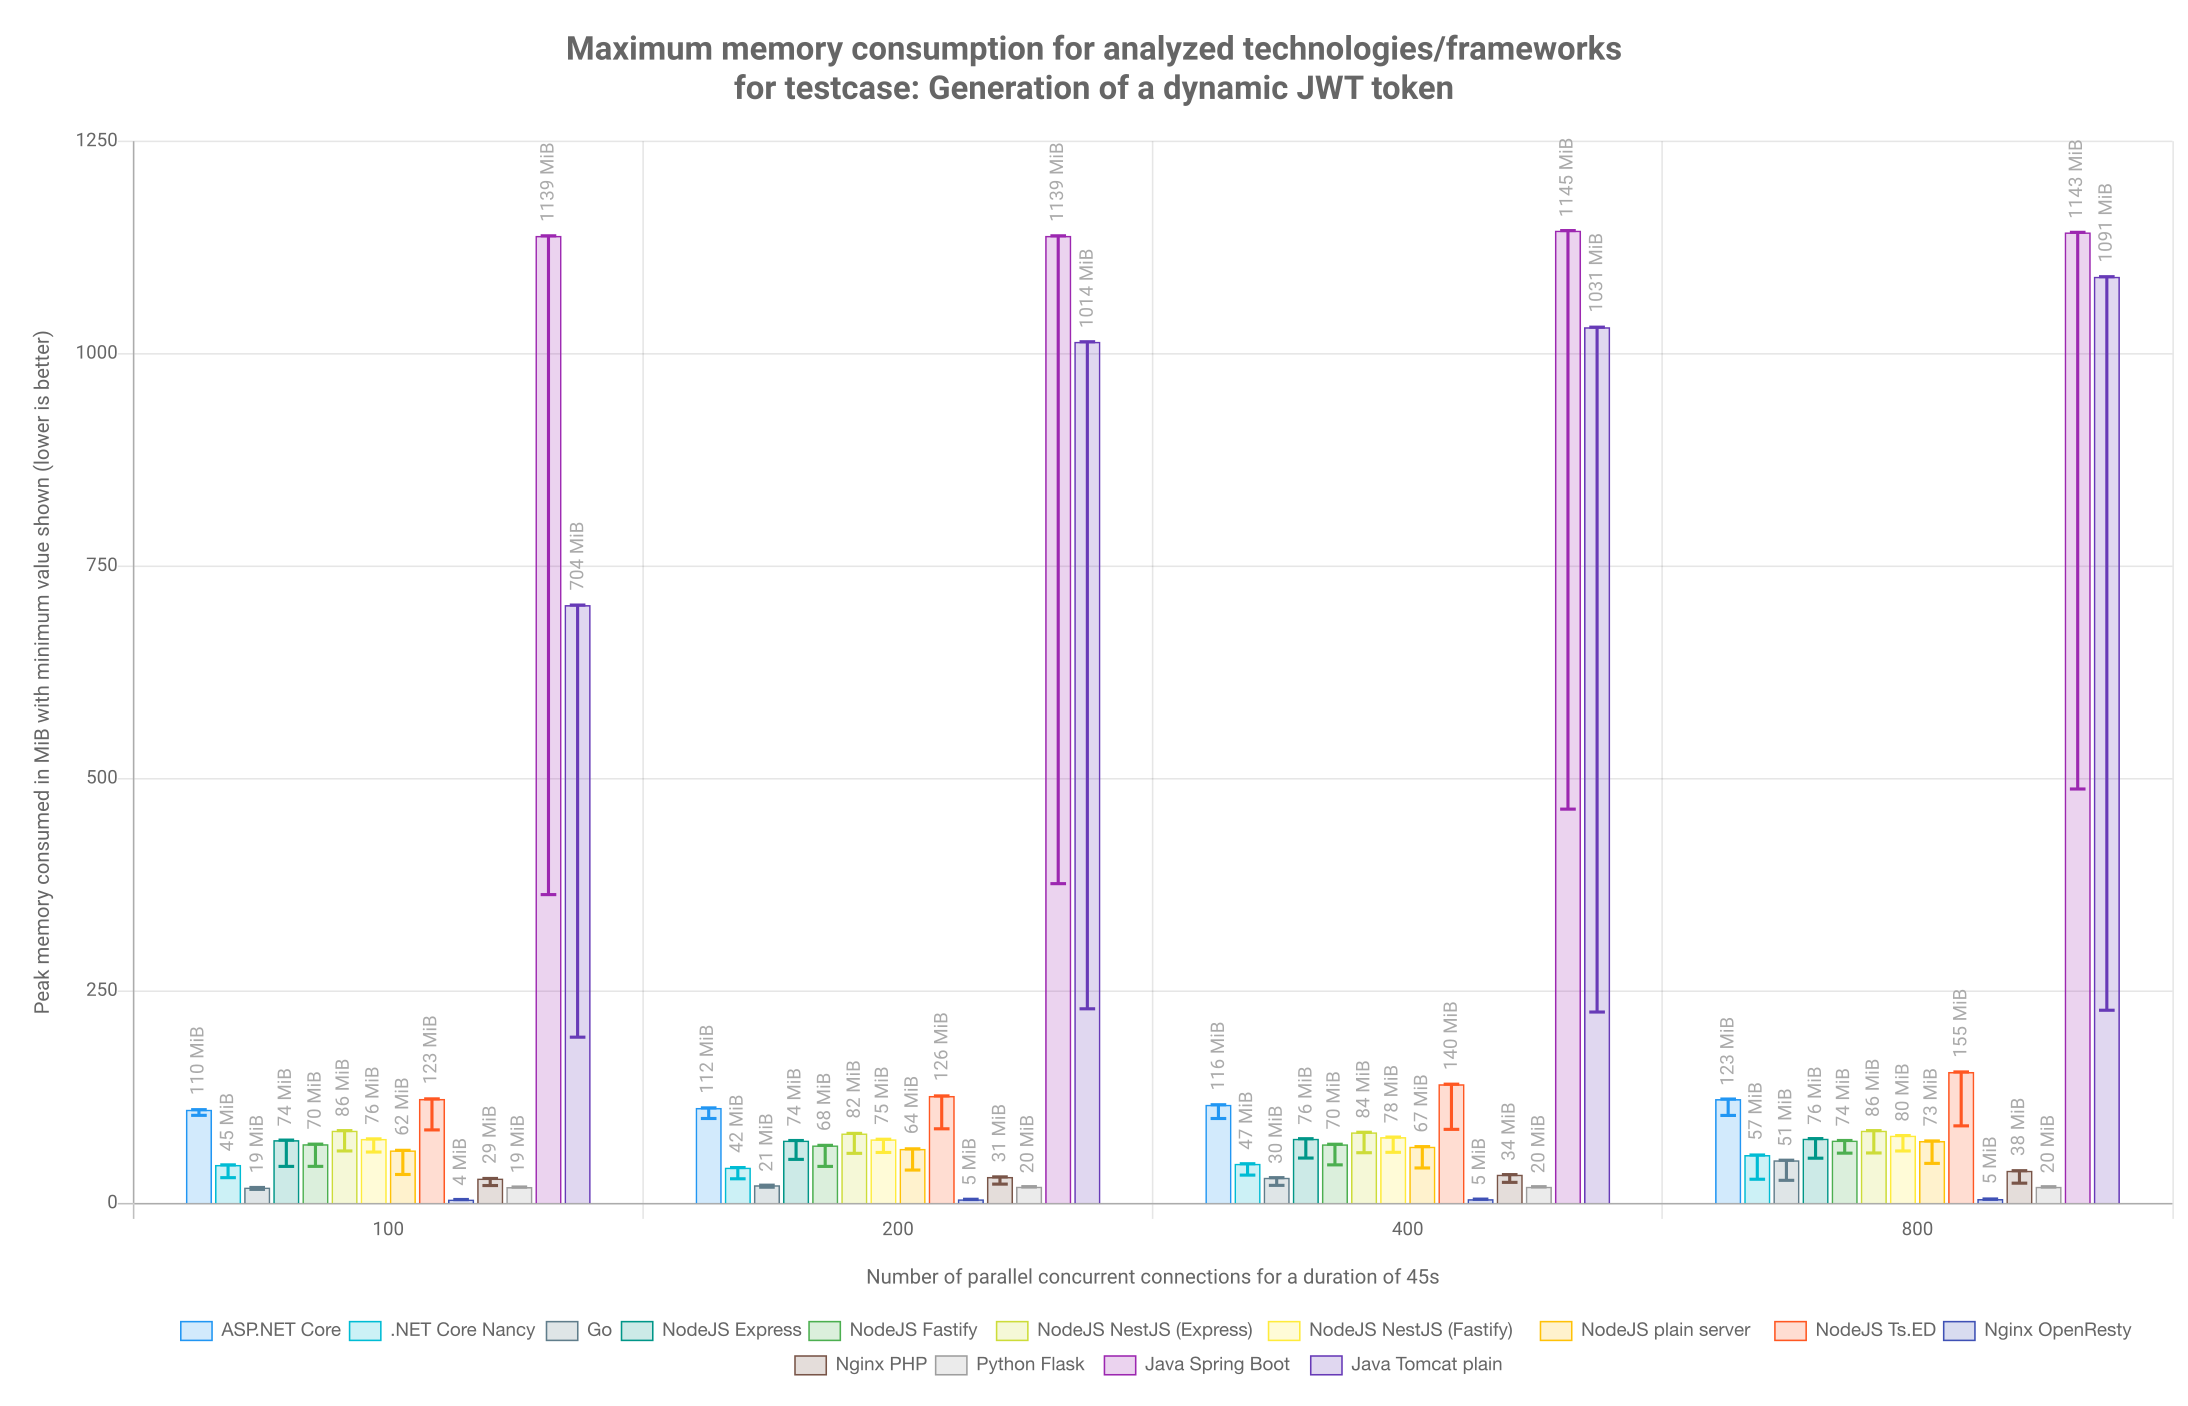 Maximum memory consumption for analyzed technologies/frameworks
for testcase: Generation of a dynamic JWT token
Peak memory consumed in MiB with minimum value shown (lower is better)
1250
1000
750
500
250
0
110 MiB
45 MiB
19 MiB
74 MiB
70 MiB
86 MiB
76 MiB
62 MiB
123 MiB
4 MiB
29 MiB
19 MiB
1139 MiB
704 MiB
112 MiB
42 MiB
21 MiB
74 MiB
68 MiB
82 MiB
75 MiB
64 MiB
126 MiB
5 MiB
31 MiB
20 MiB
1139 MiB
1014 MiB
116 MiB
47 MiB
30 MiB
76 MiB
70 MiB
84 MiB
78 MiB
67 MiB
140 MiB
5 MiB
34 MiB
20 MiB
1145 MiB
1031 MiB
123 MiB
57 MiB
51 MiB
76 MiB
74 MiB
86 MiB
80 MiB
73 MiB
155 MiB
5 MiB
38 MiB
20 MiB
1143 MiB
1091 MiB
100
200
400
800
Number of parallel concurrent connections for a duration of 45s
ASP.NET Core
.NET Core Nancy
Go
NodeJS Express
NodeJS Fastify
NodeJS NestJS (Express)
NodeJS NestJS (Fastify)
NodeJS plain server
NodeJS Ts.ED
Nginx OpenResty
Nginx PHP
Python Flask
Java Spring Boot
Java Tomcat plain